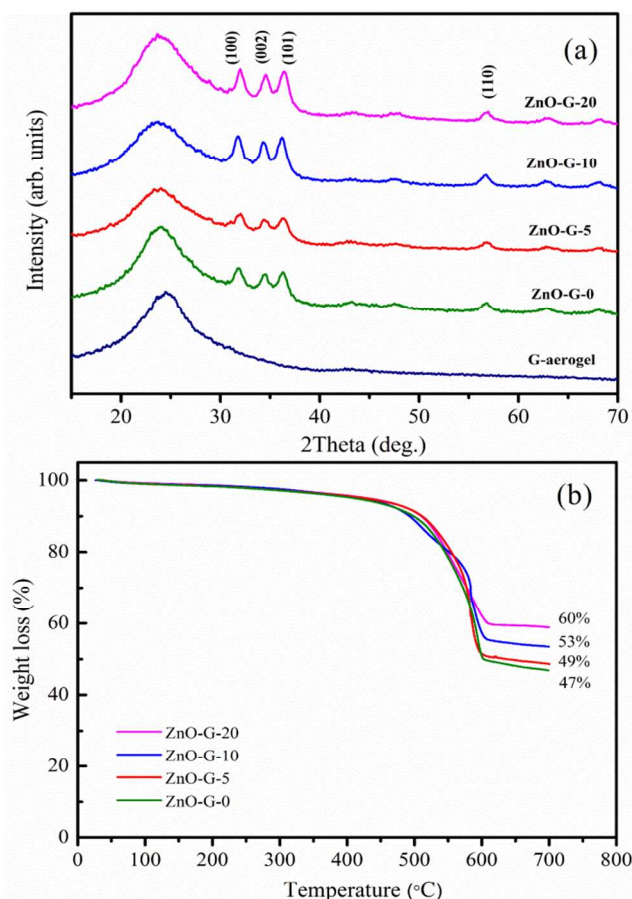 (a)
(100)
(002)
(101)
(110)
ZnO-G-20
ZnO-G-10
ZnO-G-5
ZnO-G-0
G-aerogel
Intensity (arb. units)
20 30 40 50 60 70
2Theta (deg.)
(b)
100
80
60
40
20
0
Weight loss (%)
60%
53%
49%
47%
ZnO-G-20
ZnO-G-10
ZnO-G-5
ZnO-G-0
0 100 200 300 400 500 600 700 800
Temperature (°C)